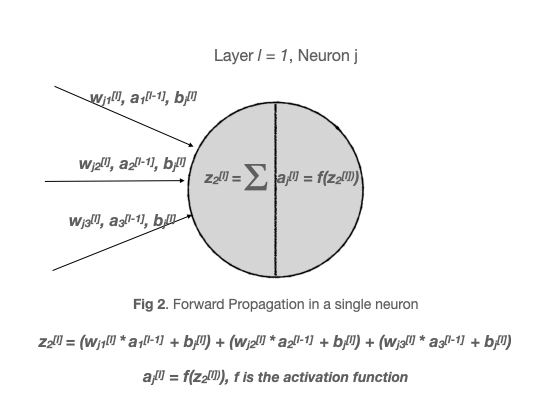 Layer l = 1, Neuron j
wj1[l], a1[l-1], bj[l]
wj2[l], a2[l-1], bj[l]
z2[l] = ∑ aj[l] = f(z2[l])
wj3[l], a3[l-1], bj[l]
Fig 2. Forward Propagation in a single neuron
z2[l] = (wj1[l] * a1[l-1] + bj[l]) + (wj2[l] * a2[l-1] + bj[l]) + (wj3[l] * a3[l-1] + bj[l])
aj[l] = f(z2[l]), f is the activation function